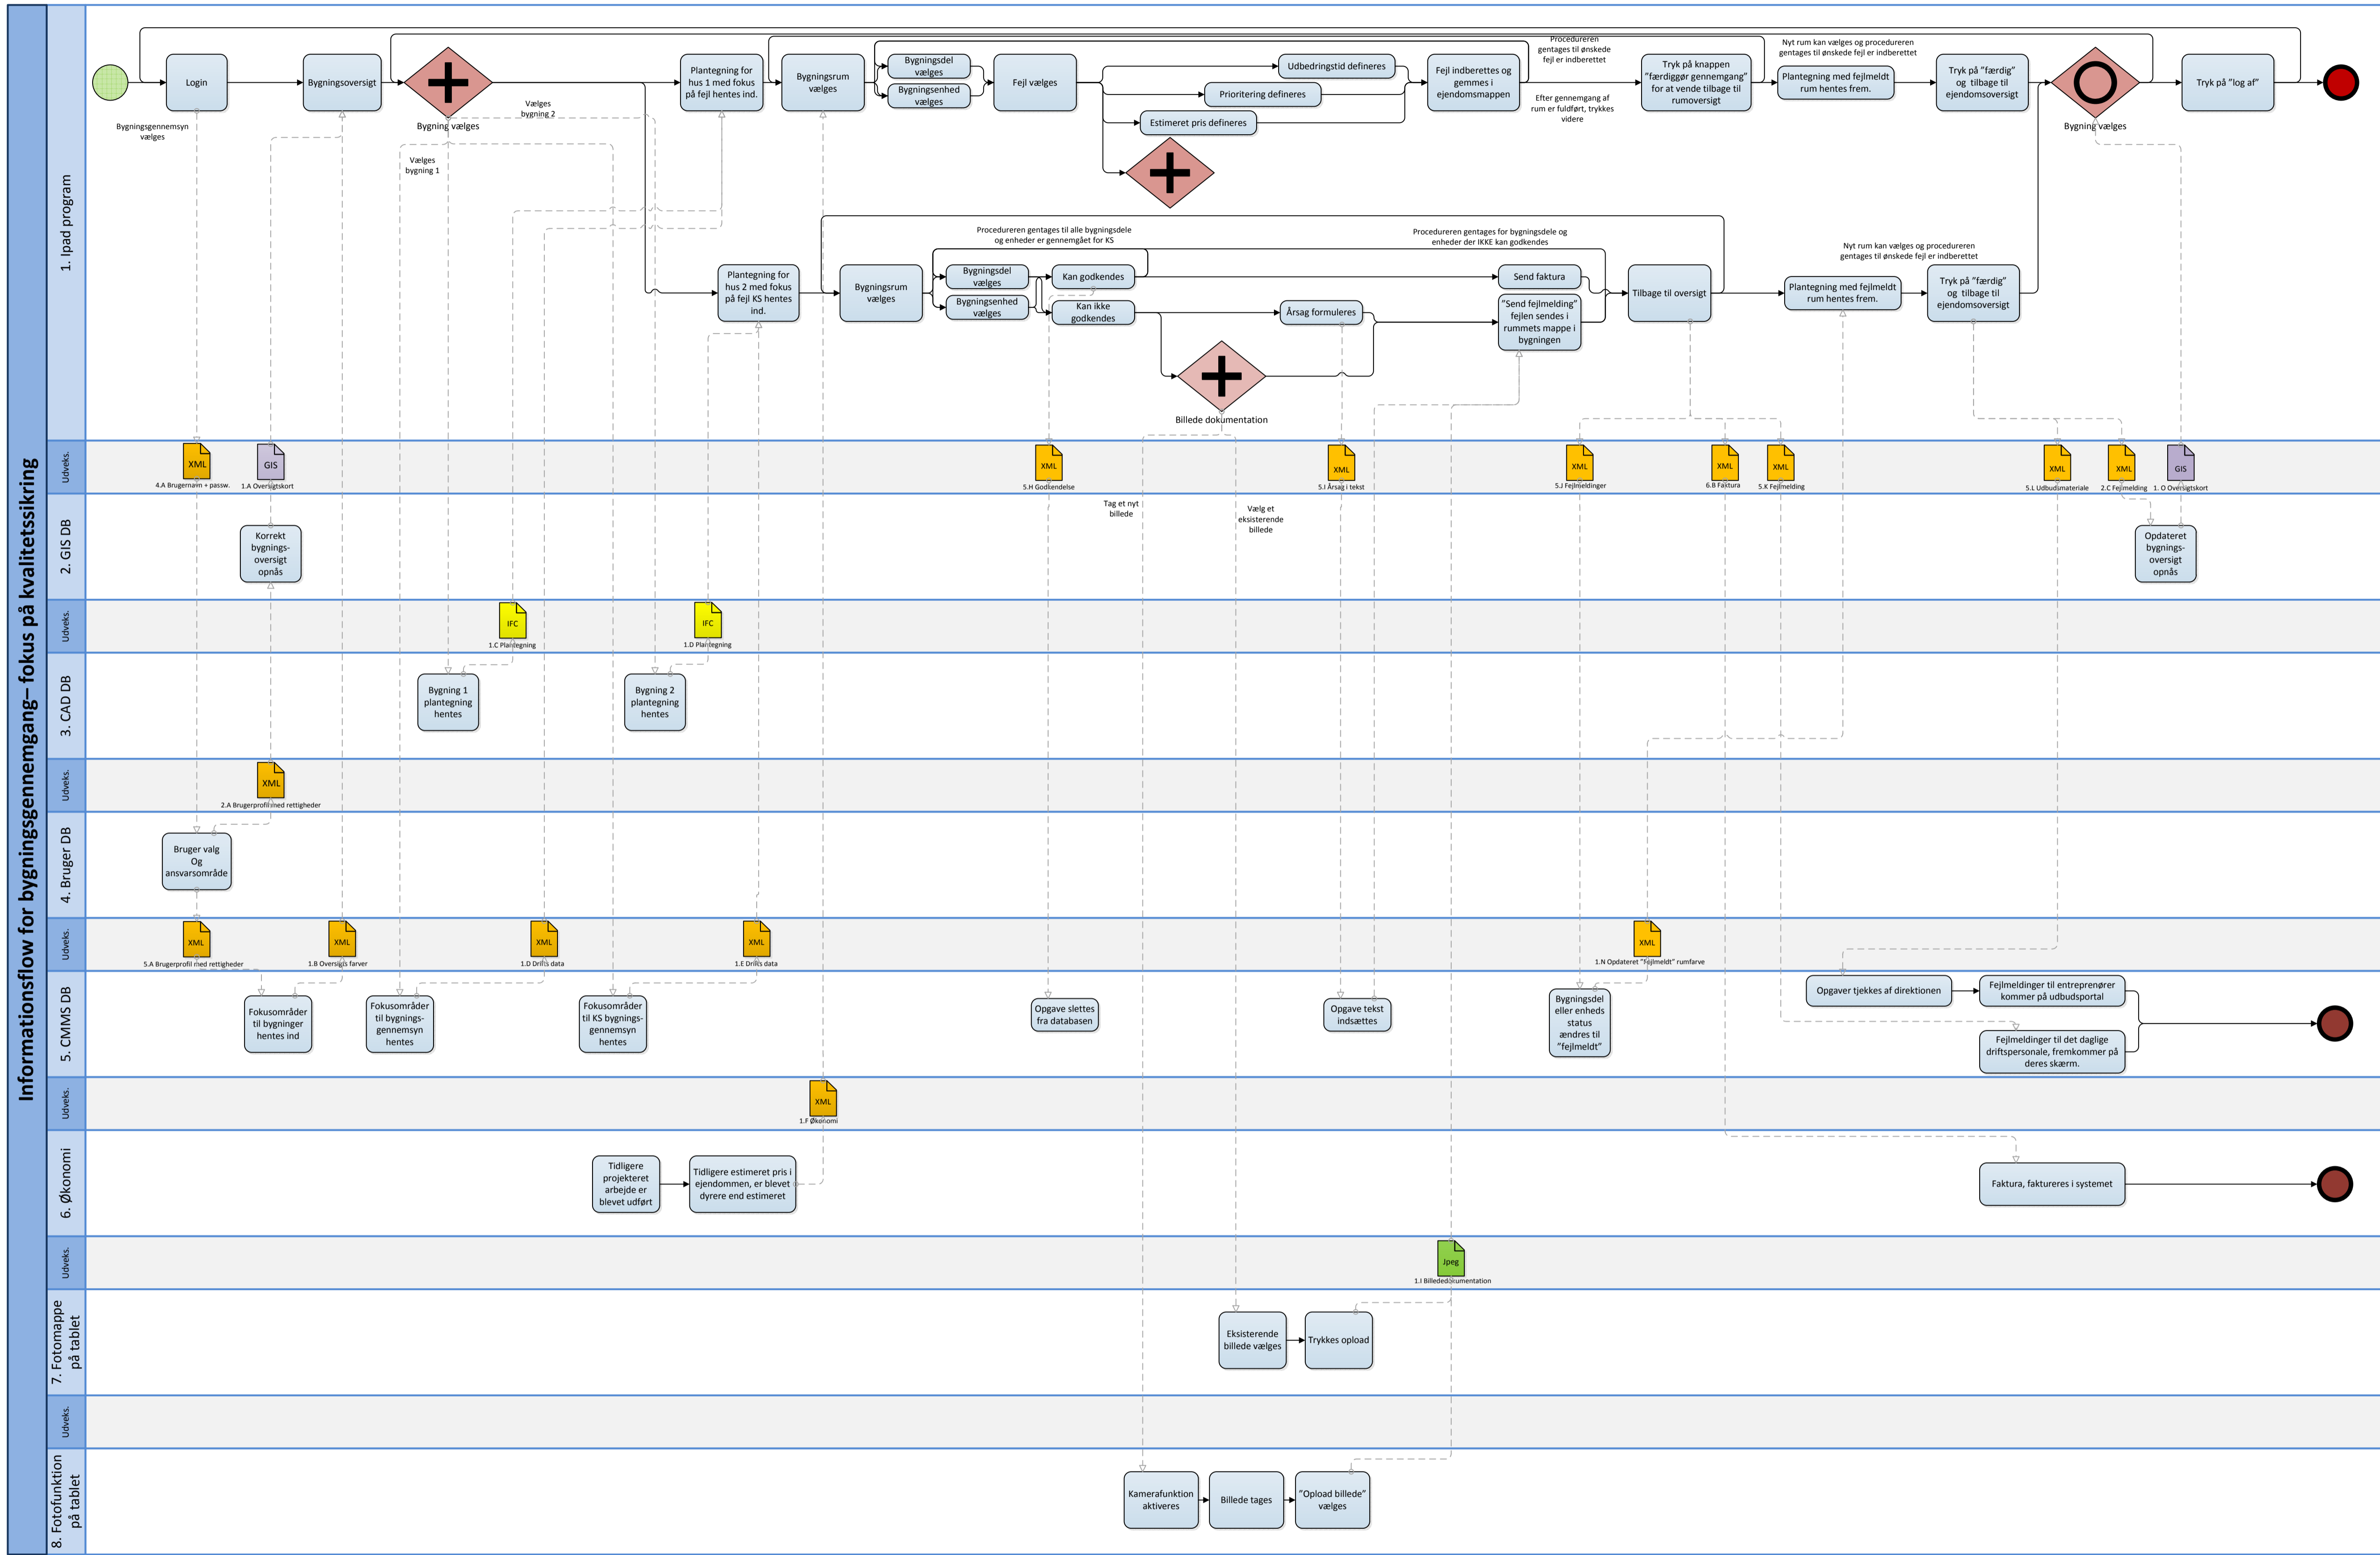 Informationsflow for bygningsgennemgang– fokus på kvalitetssikring
1. Ipad program
Login
Bygningsoversigt
Bygningsgennemsyn
vælges
Bygning vælges
Vælges
bygning 2
Vælges
bygning 1
Plantegning for
hus 1 med fokus
på fejl hentes ind.
Bygningsrum
vælges
Bygningsdel
vælges
Bygningsenhed
vælges
Fejl vælges
Udbedringstid defineres
Prioritering defineres
Estimeret pris defineres
Fejl indberettes og
gemmes i
ejendomsmappen
Procedureren
gentages til ønskede
fejl er indberettet
Efter gennemgang af
rum er fuldført, trykkes
videre
Tryk på knappen
”færdiggør gennemgang”
for at vende tilbage til
rumoversigt
Nyt rum kan vælges og procedureren
gentages til ønskede fejl er indberettet
Plantegning med fejlmeldt
rum hentes frem.
Tryk på ”færdig”
og  tilbage til
ejendomsoversigt
Bygning vælges
Tryk på ”log af”
Plantegning for
hus 2 med fokus
på fejl KS hentes
ind.
Bygningsrum
vælges
Procedureren gentages til alle bygningsdele
og enheder er gennemgået for KS
Bygningsdel
vælges
Bygningsenhed
vælges
Kan godkendes
Kan ikke
godkendes
Årsag formuleres
Billede dokumentation
Procedureren gentages for bygningsdele og
enheder der IKKE kan godkendes
Send faktura
”Send fejlmelding”
fejlen sendes i
rummets mappe i
bygningen
Tilbage til oversigt
Plantegning med fejlmeldt
rum hentes frem.
Nyt rum kan vælges og procedureren
gentages til ønskede fejl er indberettet
Tryk på ”færdig”
og  tilbage til
ejendomsoversigt
Udveks.
XML
4.A Brugernavn + passw.
GIS
1.A Oversigtskort
XML
5.H Godkendelse
XML
5.I Årsag i tekst
XML
5.J Fejlmeldinger
XML
6.B Faktura
XML
5.K Fejlmelding
XML
5.L Udbudsmateriale
XML
2.C Fejlmelding
GIS
1. O Oversigtskort
2. GIS DB
Korrekt
bygnings-
oversigt
opnås
Tag et nyt
billede
Vælg et
eksisterende
billede
Opdateret
bygnings-
oversigt
opnås
Udveks.
IFC
1.C Plantegning
IFC
1.D Plantegning
3. CAD DB
Bygning 1
plantegning
hentes
Bygning 2
plantegning
hentes
Udveks.
XML
2.A Brugerprofil med rettigheder
4. Bruger DB
Bruger valg
Og
ansvarsområde
Udveks.
XML
5.A Brugerprofil med rettigheder
XML
1.B Oversigts farver
XML
1.D Drifts data
XML
1.E Drifts data
XML
1.N Opdateret ”Fejlmeldt” rumfarve
5. CMMS DB
Fokusområder
til bygninger
hentes ind
Fokusområder
til bygnings-
gennemsyn
hentes
Fokusområder
til KS bygnings-
gennemsyn
hentes
Opgave slettes
fra databasen
Opgave tekst
indsættes
Bygningsdel
eller enheds
status
ændres til
”fejlmeldt”
Opgaver tjekkes af direktionen
Fejlmeldinger til entreprenører
kommer på udbudsportal
Fejlmeldinger til det daglige
driftspersonale, fremkommer på
deres skærm.
Udveks.
XML
1.F Økonomi
6. Økonomi
Tidligere
projekteret
arbejde er
blevet udført
Tidligere estimeret pris i
ejendommen, er blevet
dyrere end estimeret
Faktura, faktureres i systemet
Udveks.
Jpeg
1.I Billededokumentation
7. Fotomappe
på tablet
Eksisterende
billede vælges
Trykkes opload
Udveks.
8. Fotofunktion
på tablet
Kamerafunktion
aktiveres
Billede tages
”Opload billede”
vælges